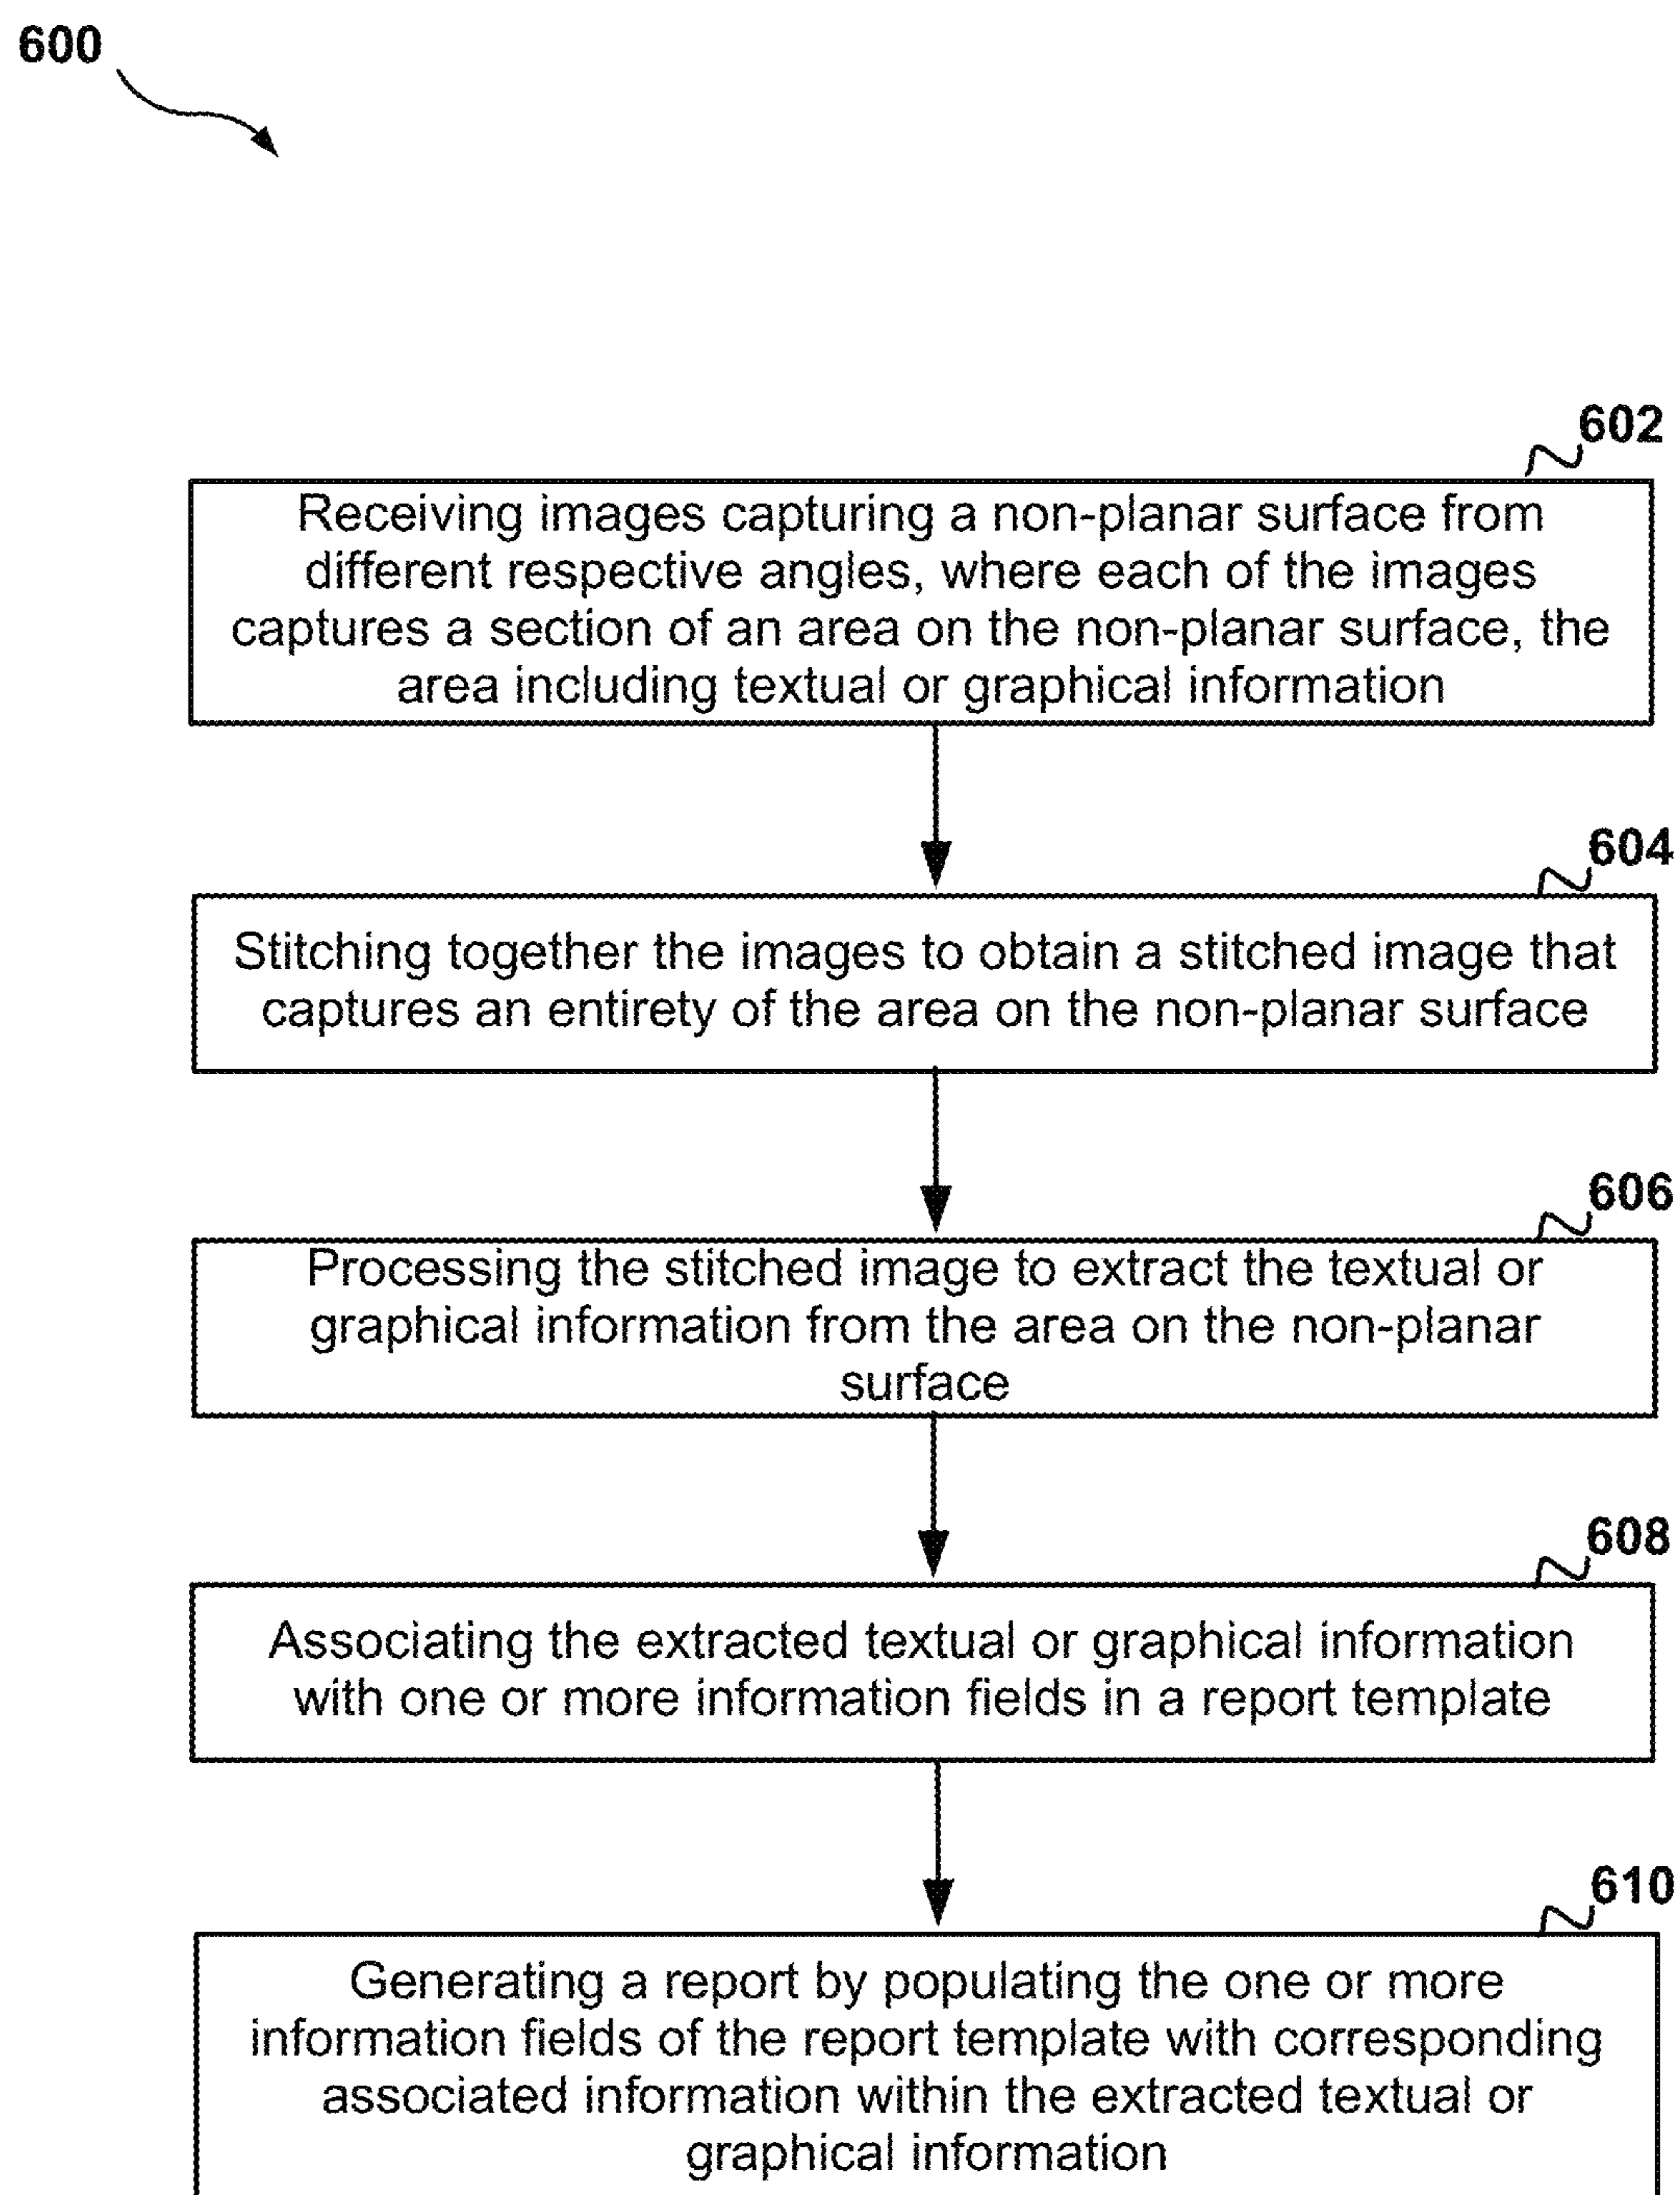 600
602
Receiving images capturing a non-planar surface from
different respective angles, where each of the images
captures a section of an area on the non-planar surface, the
area including textual or graphical information
604
Stitching together the images to obtain a stitched image that
captures an entirety of the area on the non-planar surface
606
Processing the stitched image to extract the textual or
graphical information from the area on the non-planar
surface
608
Associating the extracted textual or graphical information
with one or more information fields in a report template
610
Generating a report by populating the one or more
information fields of the report template with corresponding
associated information within the extracted textual or
graphical information